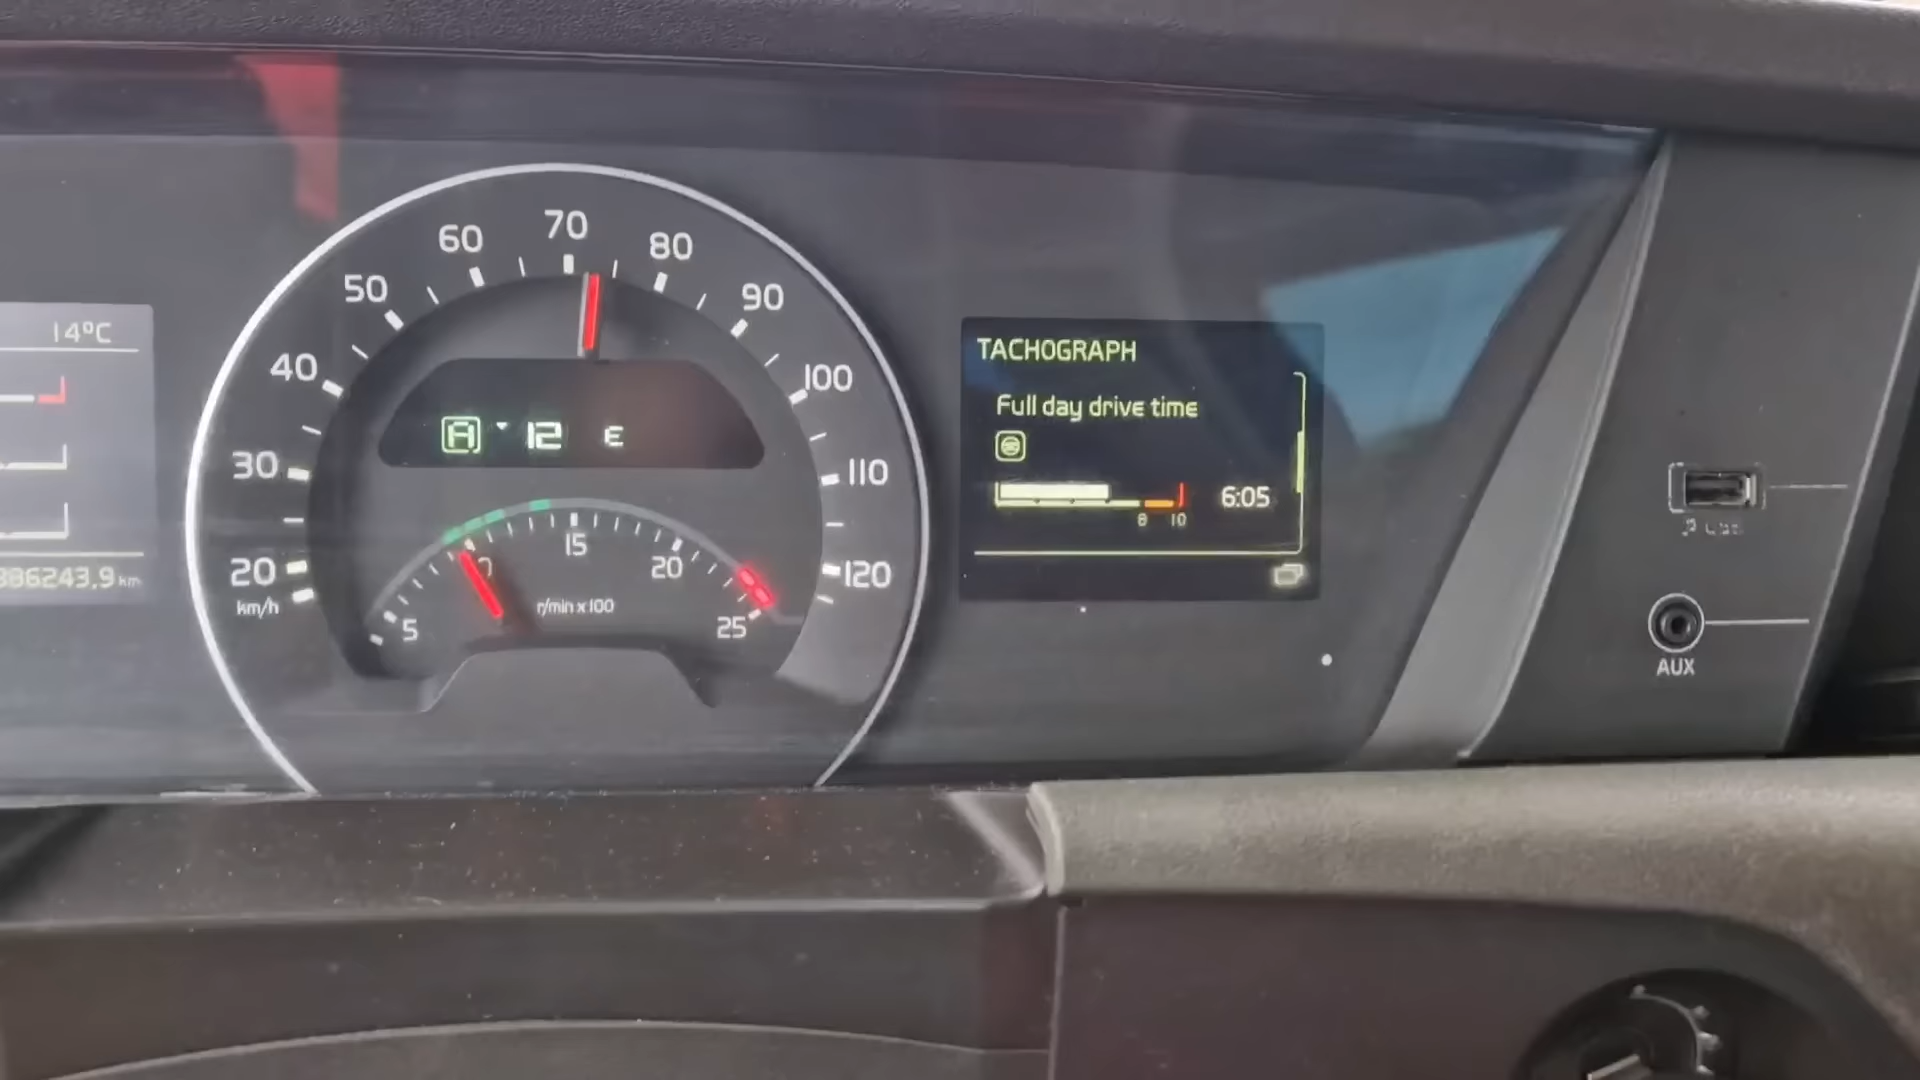 14°C
386243.9 km
20
30
40
50
60
70
80
90
100
110
120
km/h
A 12 E
5
15
20
25
r/min x 100
TACHOGRAPH
Full day drive time
6:05
8 10
AUX